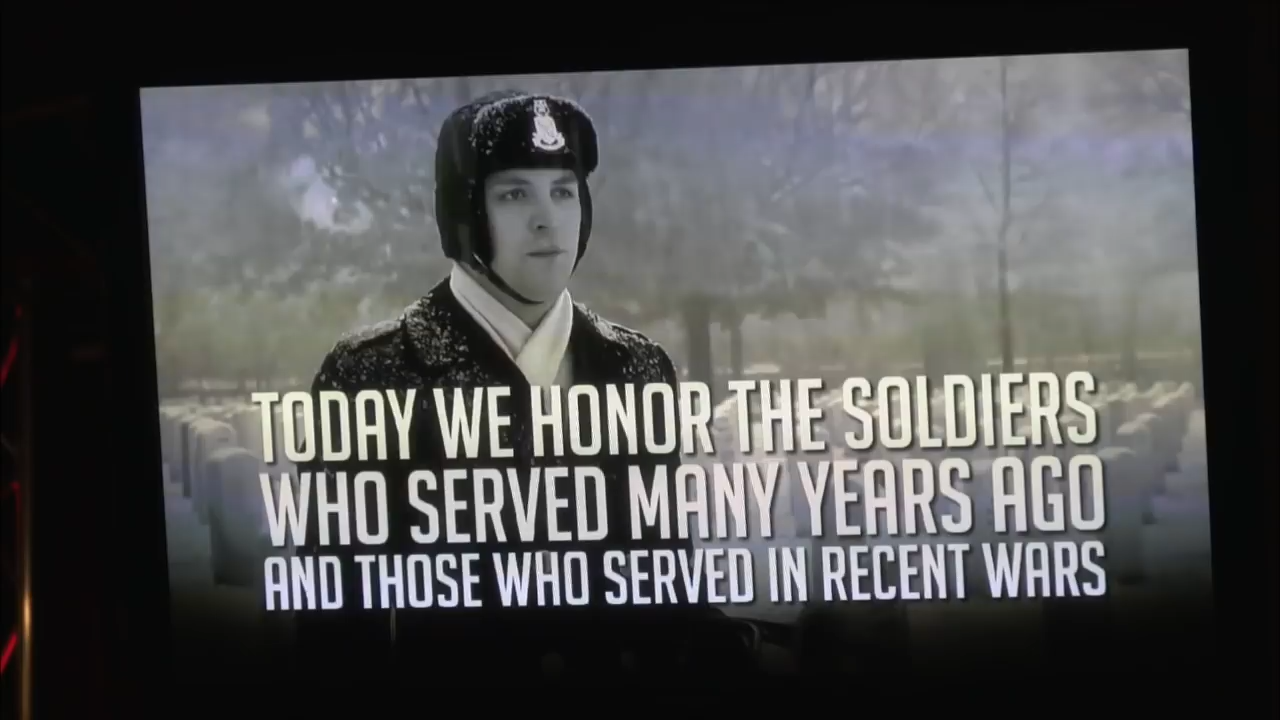 TODAY WE HONOR THE SOLDIERS
WHO SERVED MANY YEARS AGO
AND THOSE WHO SERVED IN RECENT WARS